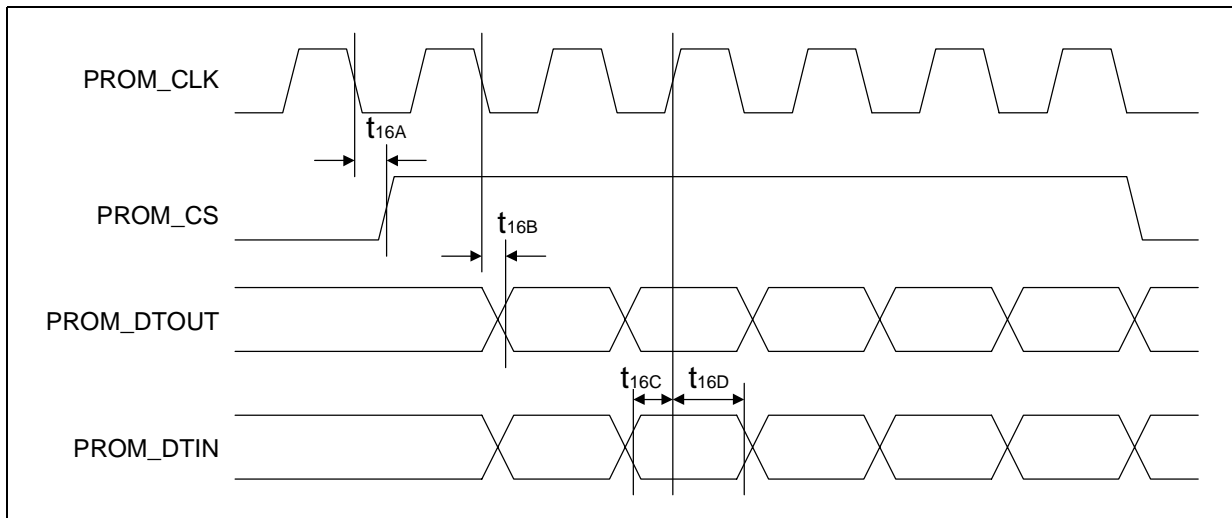 PROM_CLK
t16A
PROM_CS
t16B
PROM_DTOUT
t16C
t16D
PROM_DTIN